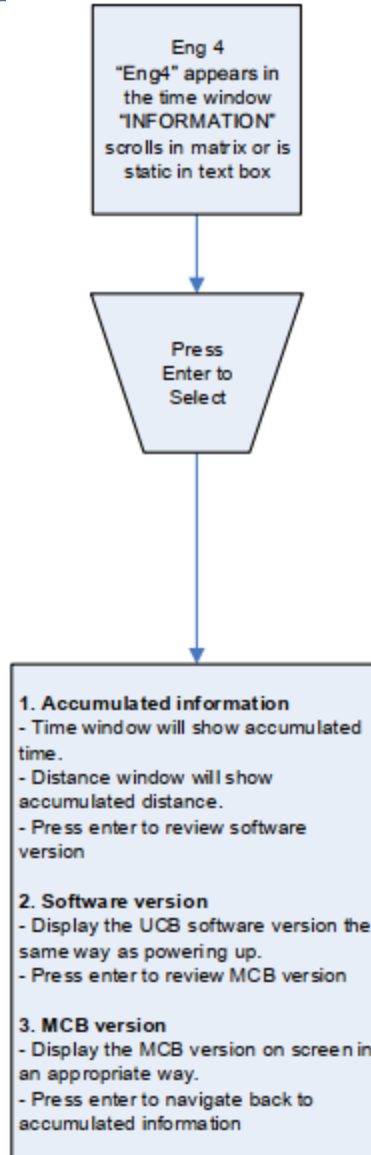 Eng 4
“Eng4” appears in
the time window
“INFORMATION”
scrolls in matrix or is
static in text box
Press
Enter to
Select
1. Accumulated information
- Time window will show accumulated
time.
- Distance window will show
accumulated distance.
- Press enter to review software
version
2. Software version
- Display the UCB software version the
same way as powering up.
- Press enter to review MCB version
3. MCB version
- Display the MCB version on screen in
an appropriate way.
- Press enter to navigate back to
accumulated information